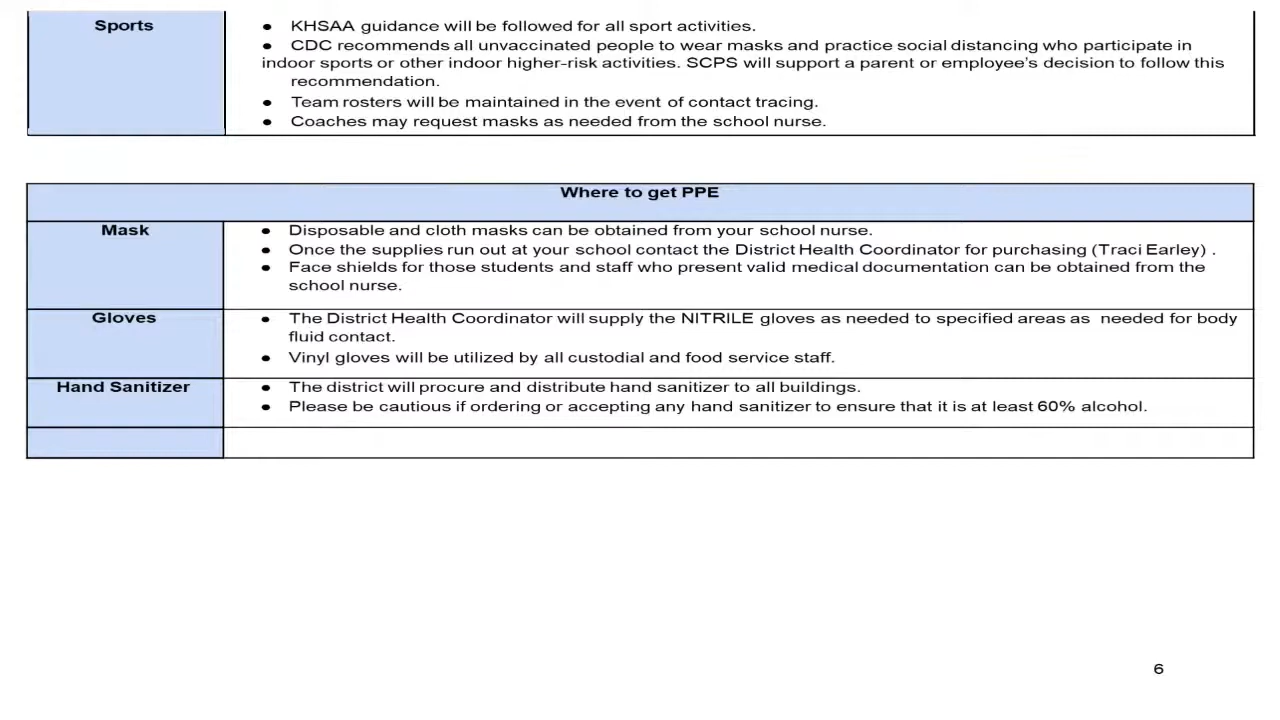 Sports
● KHSAA guidance will be followed for all sport activities.
● CDC recommends all unvaccinated people to wear masks and practice social distancing who participate in
indoor sports or other indoor higher-risk activities. SCPS will support a parent or employee's decision to follow this
recommendation.
● Team rosters will be maintained in the event of contact tracing.
● Coaches may request masks as needed from the school nurse.
Where to get PPE
Mask
● Disposable and cloth masks can be obtained from your school nurse.
● Once the supplies run out at your school contact the District Health Coordinator for purchasing (Traci Earley) .
● Face shields for those students and staff who present valid medical documentation can be obtained from the
school nurse.
Gloves
● The District Health Coordinator will supply the NITRILE gloves as needed to specified areas as  needed for body
fluid contact.
● Vinyl gloves will be utilized by all custodial and food service staff.
Hand Sanitizer
● The district will procure and distribute hand sanitizer to all buildings.
● Please be cautious if ordering or accepting any hand sanitizer to ensure that it is at least 60% alcohol.
6